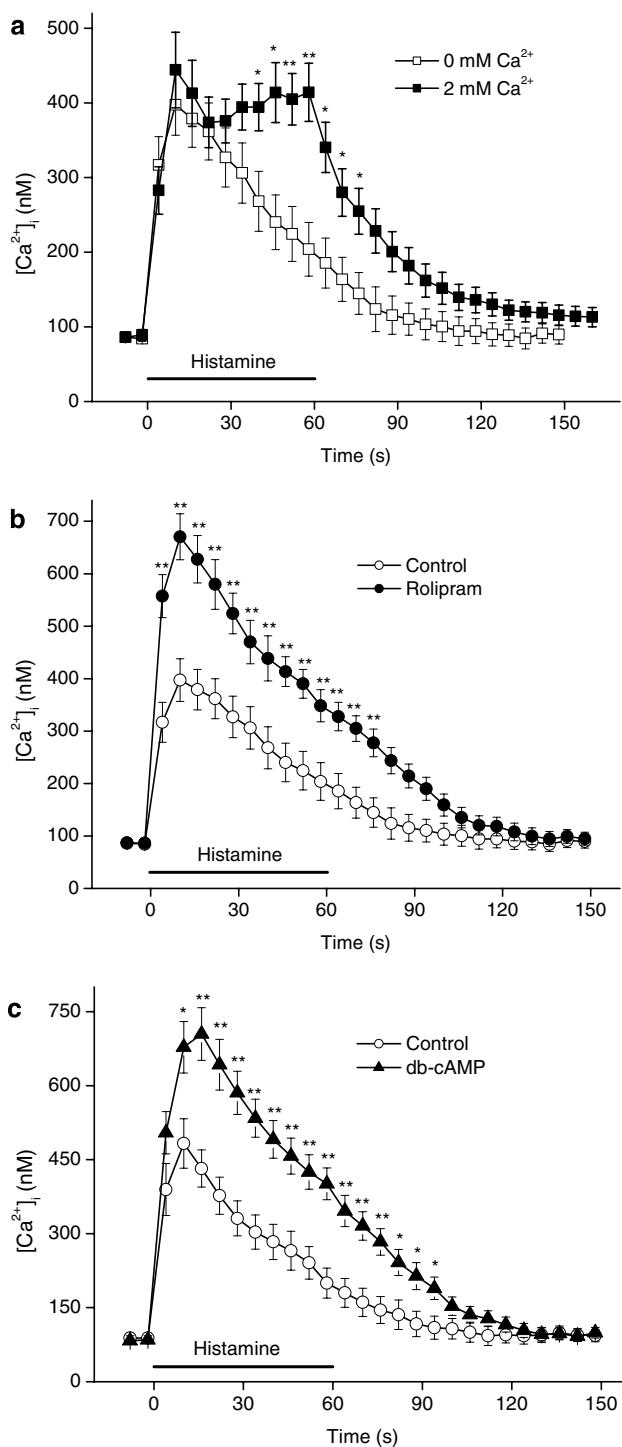 a
500
400
300
200
100
0
[Ca²⁺]ᵢ (nM)
0 mM Ca²⁺
2 mM Ca²⁺
* * ** ** * * *
Histamine
0 30 60 90 120 150
Time (s)
b
700
600
500
400
300
200
100
0
[Ca²⁺]ᵢ (nM)
Control
Rolipram
** ** ** ** ** ** ** ** ** ** ** ** **
Histamine
0 30 60 90 120 150
Time (s)
c
750
600
450
300
150
0
[Ca²⁺]ᵢ (nM)
Control
db-cAMP
* ** ** ** ** ** ** ** ** ** ** ** * * *
Histamine
0 30 60 90 120 150
Time (s)